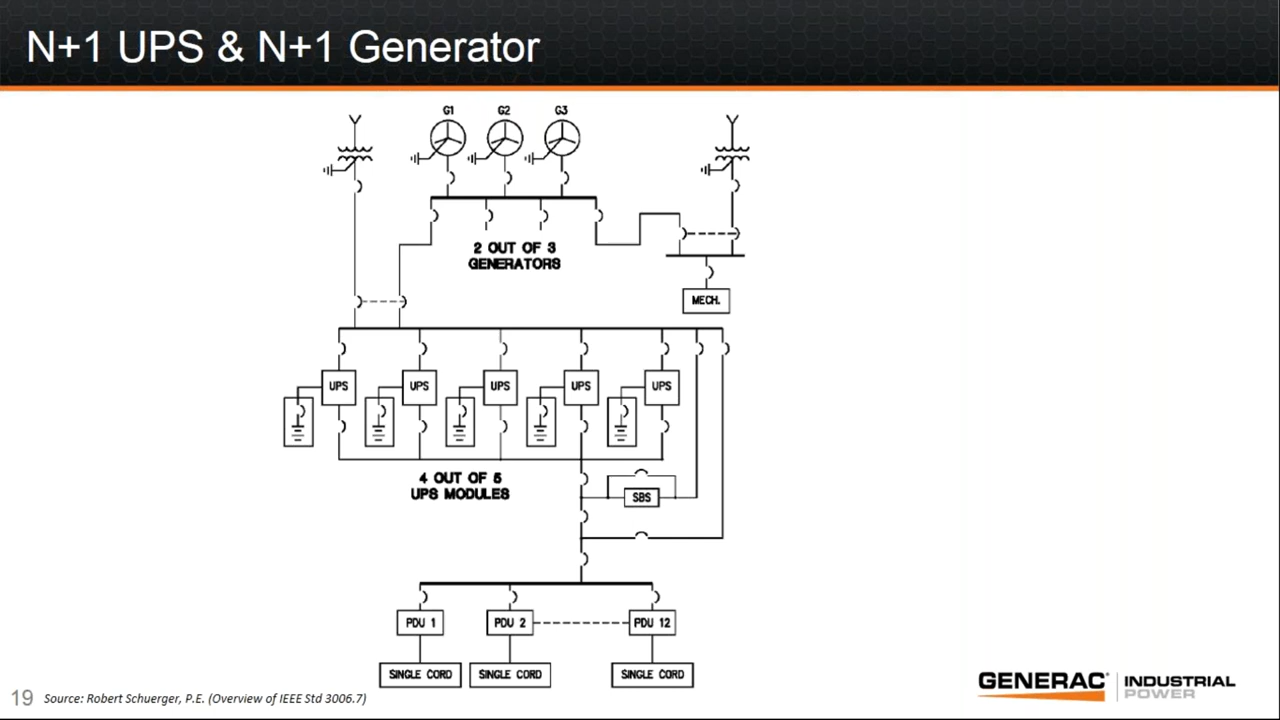 N+1 UPS & N+1 Generator
G1 G2 G3
2 OUT OF 3
GENERATORS
MECH.
UPS UPS UPS UPS UPS
4 OUT OF 5
UPS MODULES
SBS
PDU 1 PDU 2 PDU 12
SINGLE CORD SINGLE CORD SINGLE CORD
19 Source: Robert Schuerger, P.E. (Overview of IEEE Std 3006.7)
GENERAC INDUSTRIAL
POWER